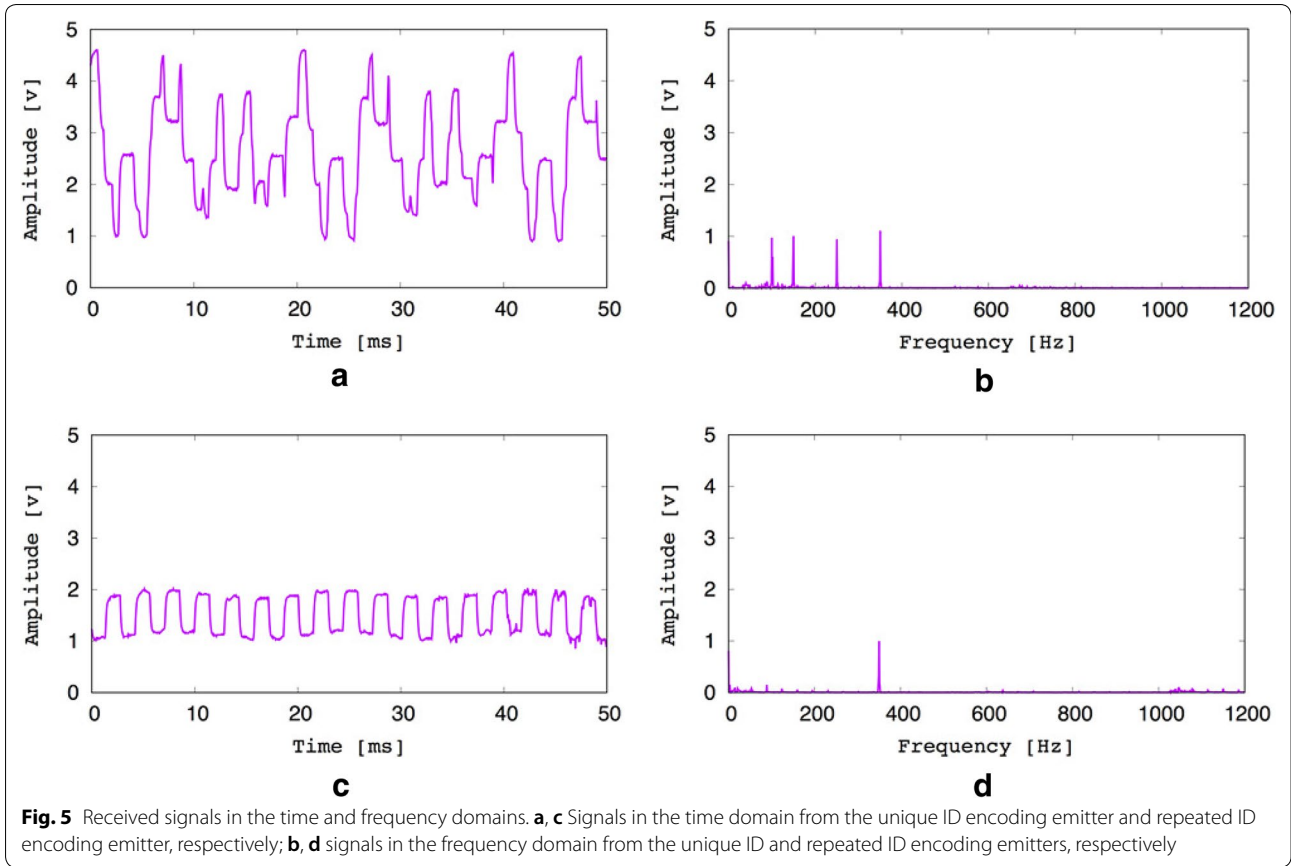 5
4
3
2
1
0
Amplitude [v]
0 10 20 30 40 50
Time [ms]
a
5
4
3
2
1
0
Amplitude [v]
0 200 400 600 800 1000 1200
Frequency [Hz]
b
5
4
3
2
1
0
Amplitude [v]
0 10 20 30 40 50
Time [ms]
c
5
4
3
2
1
0
Amplitude [v]
0 200 400 600 800 1000 1200
Frequency [Hz]
d
Fig. 5 Received signals in the time and frequency domains. a, c Signals in the time domain from the unique ID encoding emitter and repeated ID
encoding emitter, respectively; b, d signals in the frequency domain from the unique ID and repeated ID encoding emitters, respectively